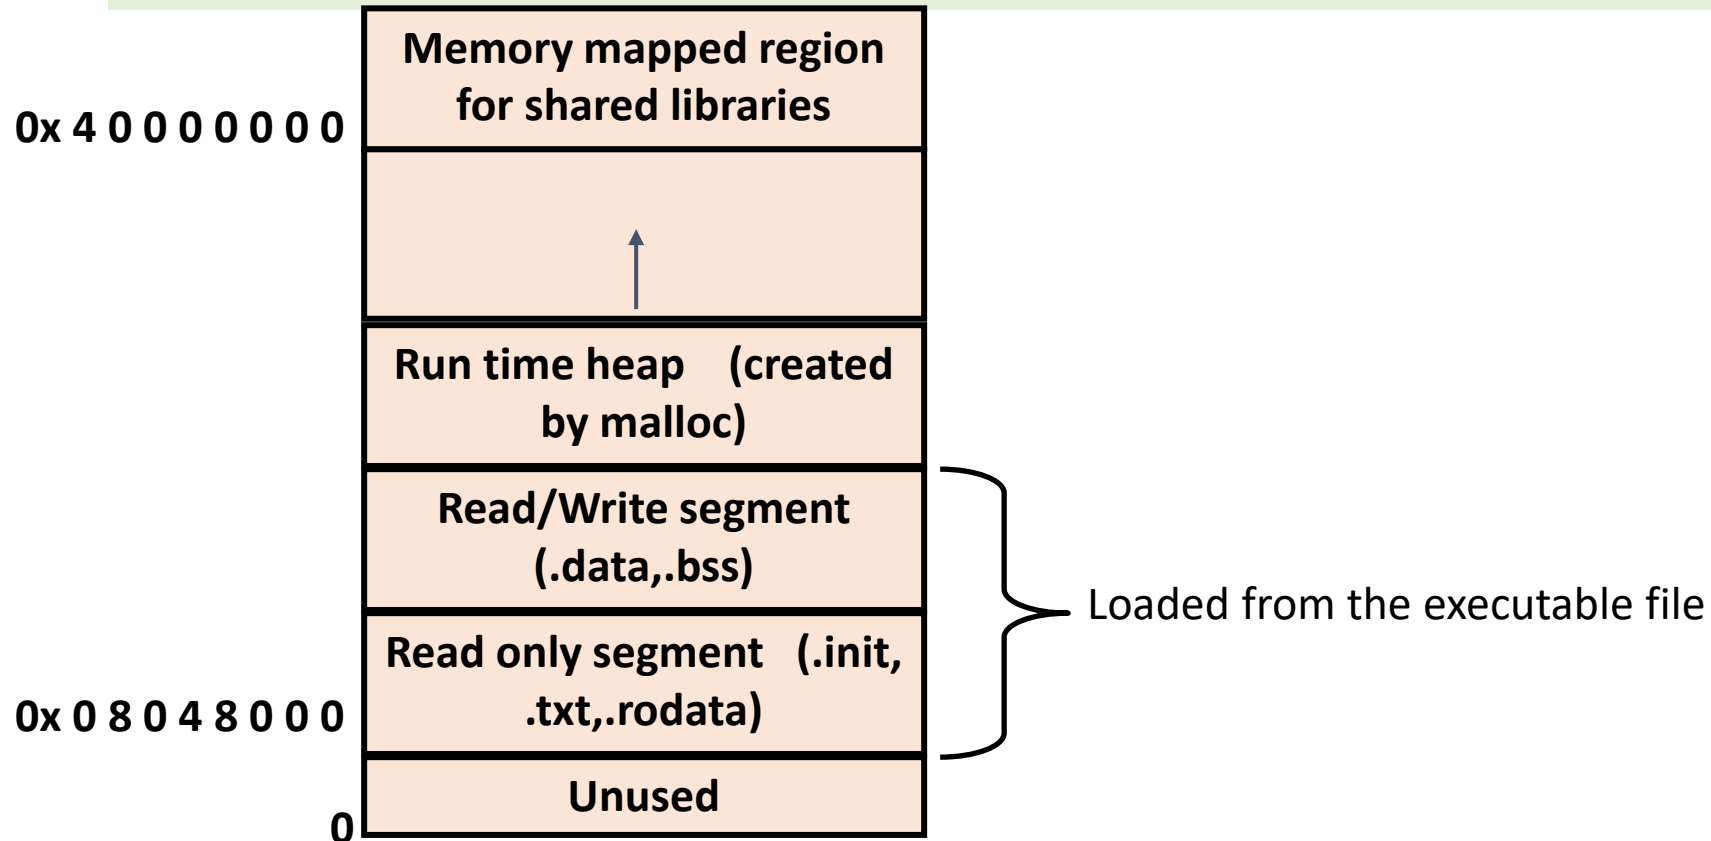 Memory mapped region
for shared libraries
0x 4 0 0 0 0 0 0 0
Run time heap (created
by malloc)
Read/Write segment
(.data,.bss)
Loaded from the executable file
Read only segment (.init,
.txt,.rodata)
0x 0 8 0 4 8 0 0 0
Unused
0